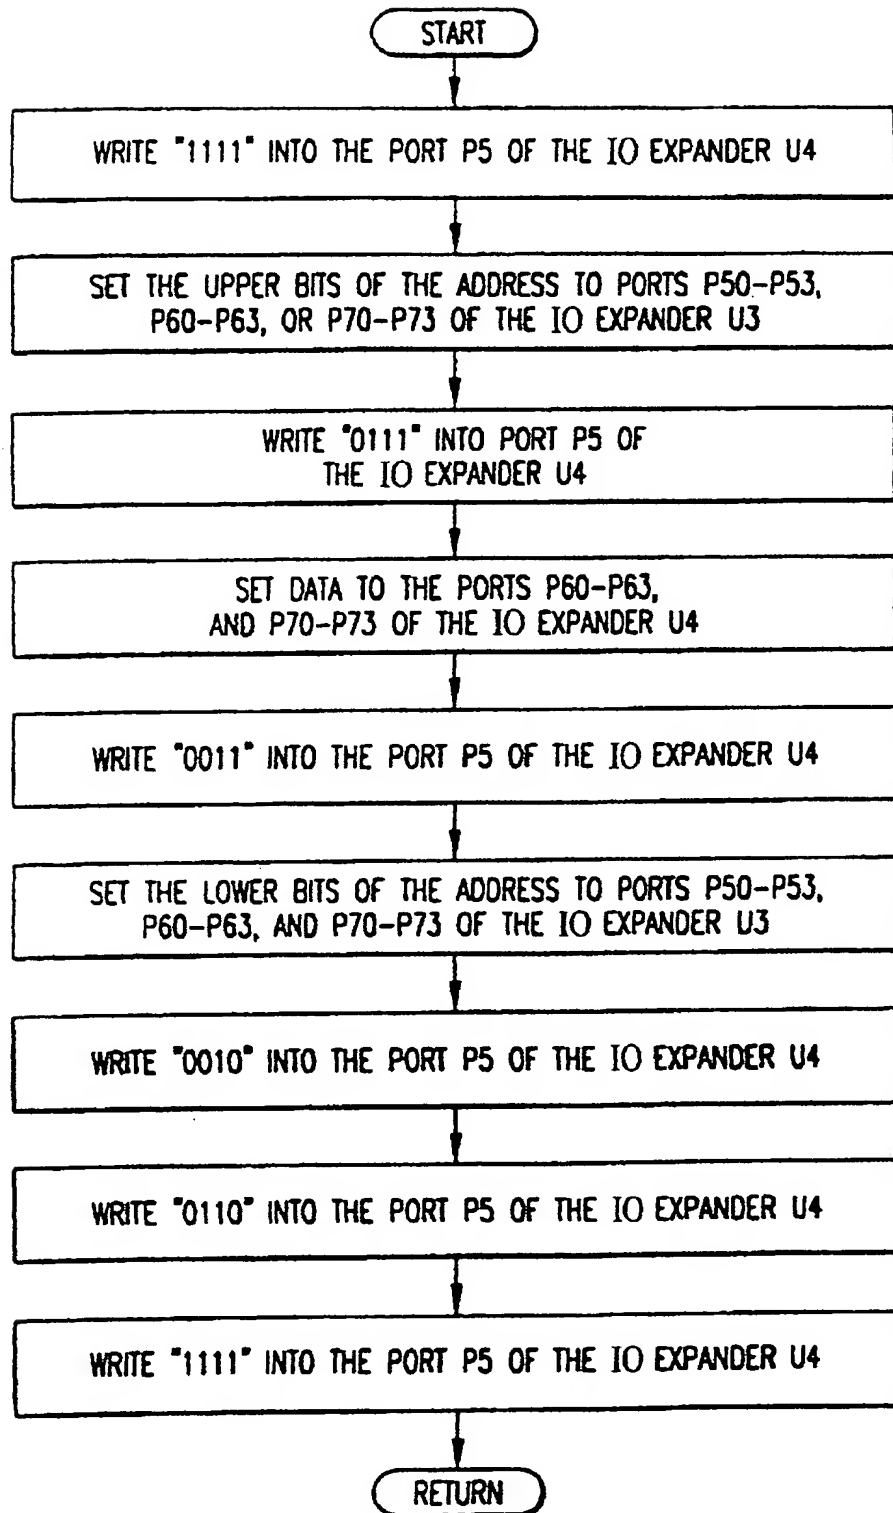 START
WRITE "1111" INTO THE PORT P5 OF THE IO EXPANDER U4
SET THE UPPER BITS OF THE ADDRESS TO PORTS P50-P53,
P60-P63, OR P70-P73 OF THE IO EXPANDER U3
WRITE "0111" INTO PORT P5 OF
THE IO EXPANDER U4
SET DATA TO THE PORTS P60-P63,
AND P70-P73 OF THE IO EXPANDER U4
WRITE "0011" INTO THE PORT P5 OF THE IO EXPANDER U4
SET THE LOWER BITS OF THE ADDRESS TO PORTS P50-P53,
P60-P63, AND P70-P73 OF THE IO EXPANDER U3
WRITE "0010" INTO THE PORT P5 OF THE IO EXPANDER U4
WRITE "0110" INTO THE PORT P5 OF THE IO EXPANDER U4
WRITE "1111" INTO THE PORT P5 OF THE IO EXPANDER U4
RETURN